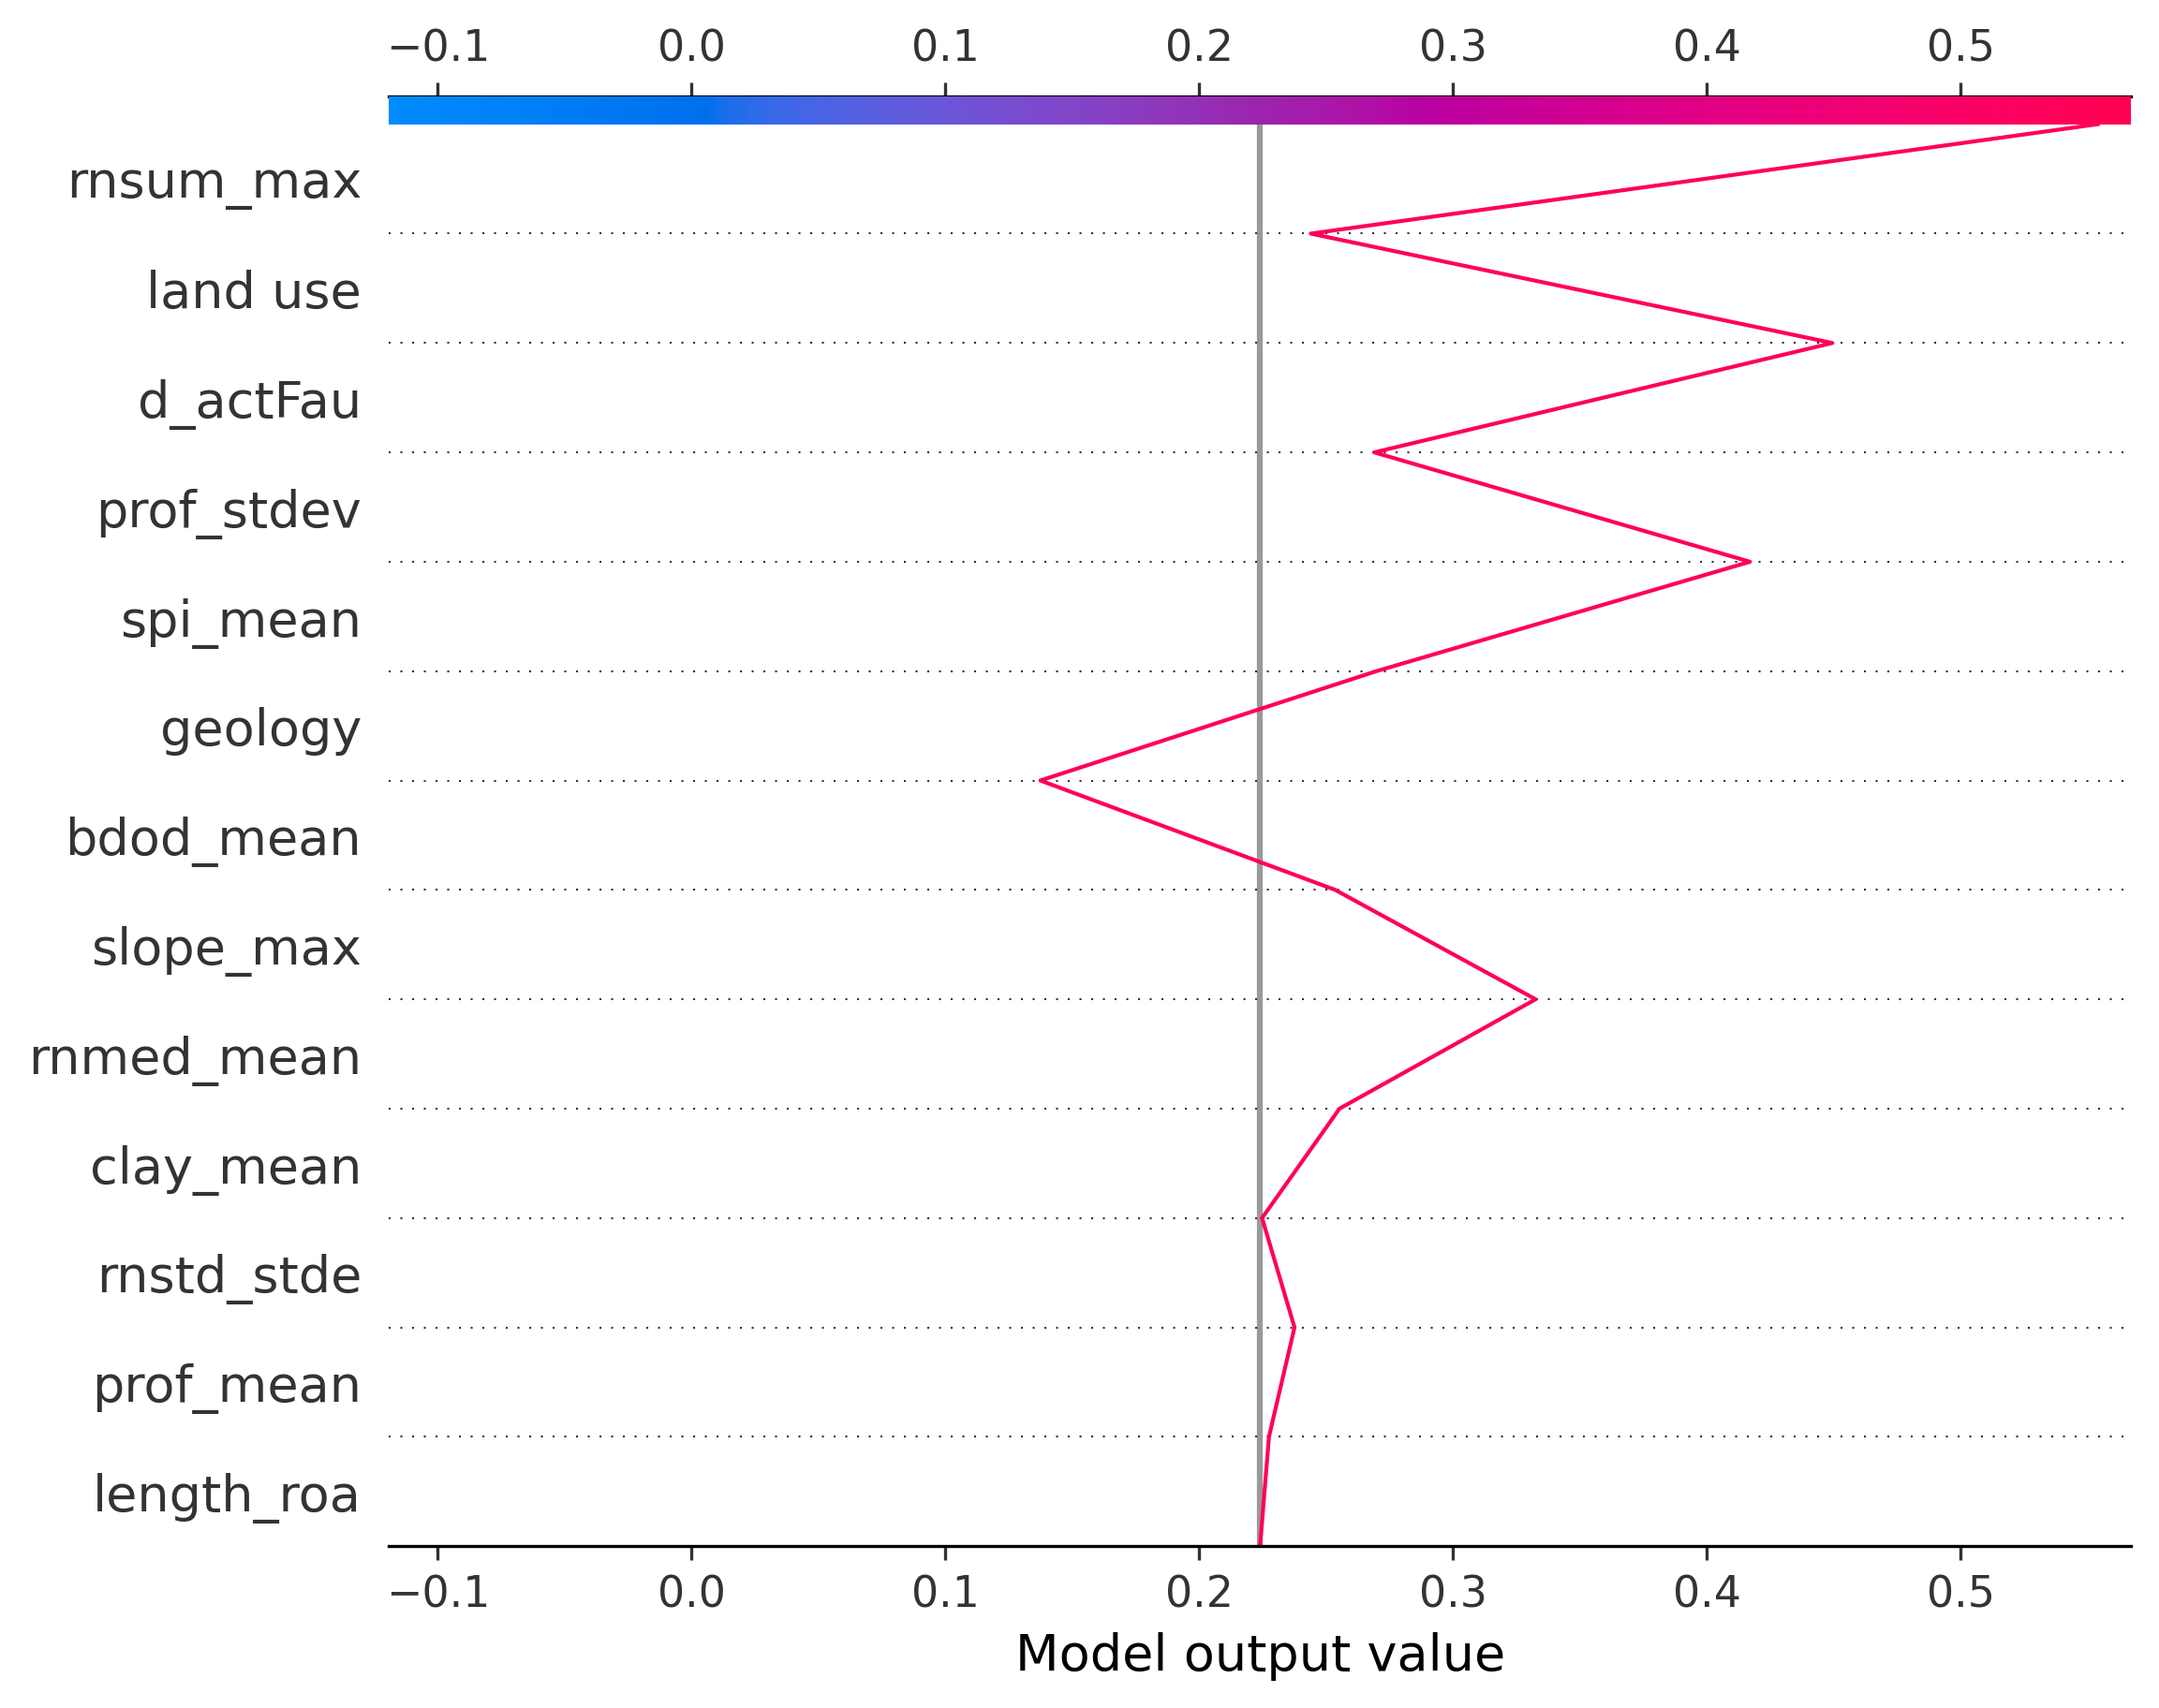 −0.1 0.0 0.1 0.2 0.3 0.4 0.5
rnsum_max
land use
d_actFau
prof_stdev
spi_mean
geology
bdod_mean
slope_max
rnmed_mean
clay_mean
rnstd_stde
prof_mean
length_roa
−0.1 0.0 0.1 0.2 0.3 0.4 0.5
Model output value